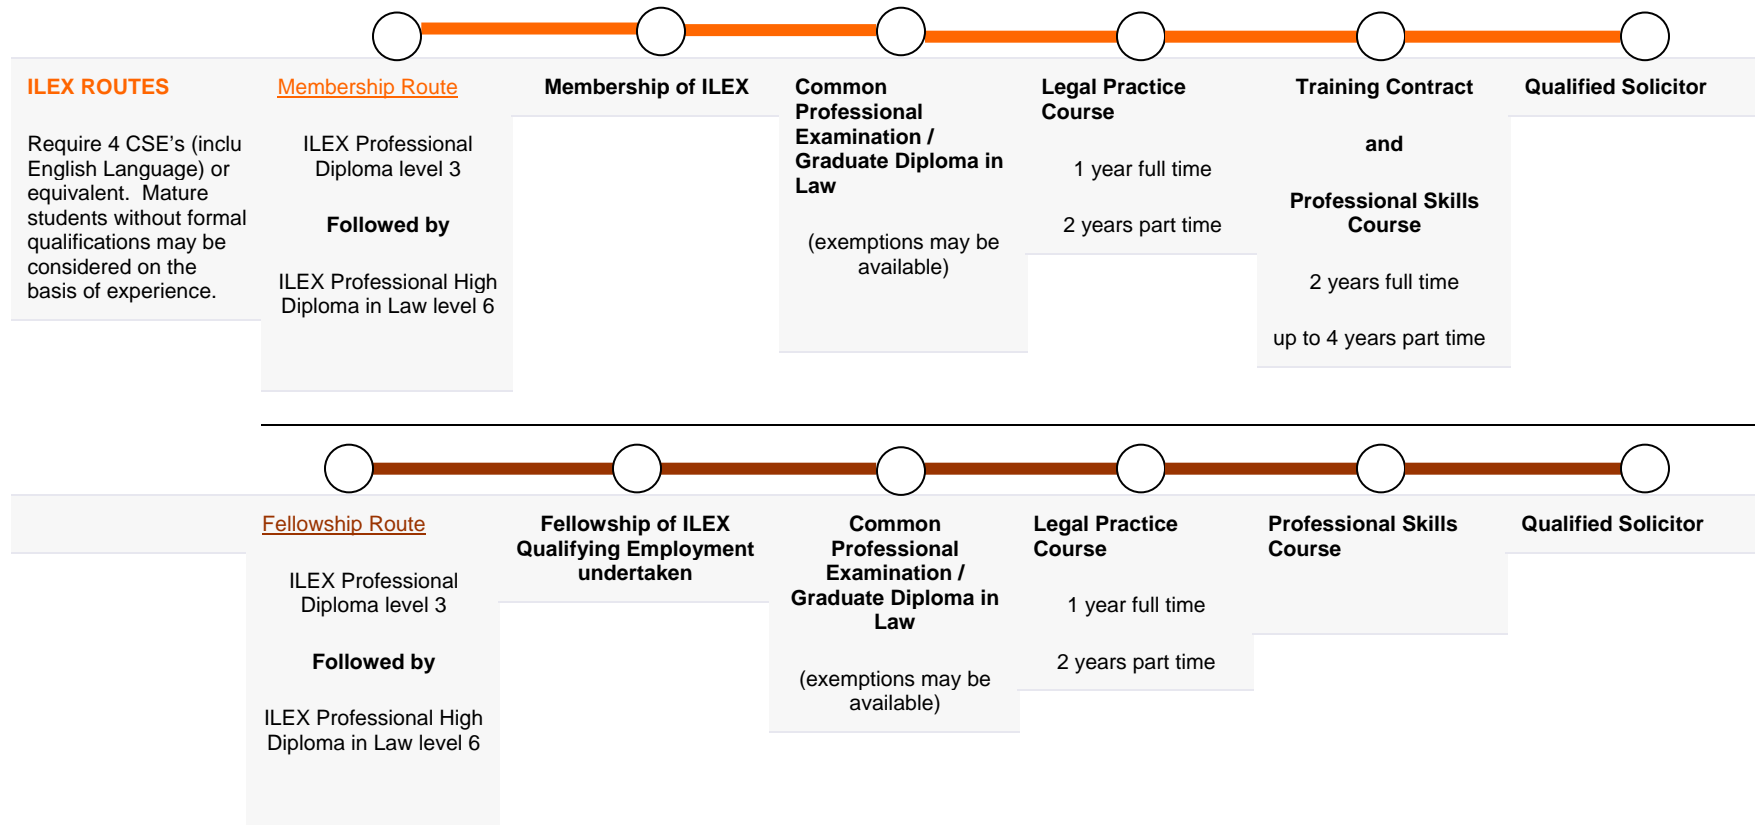 ILEX ROUTES
Require 4 CSE's (inclu
English Language) or
equivalent.  Mature
students without formal
qualifications may be
considered on the
basis of experience.
Membership Route
ILEX Professional
Diploma level 3
Followed by
ILEX Professional High
Diploma in Law level 6
Membership of ILEX
Common
Professional
Examination /
Graduate Diploma in
Law
(exemptions may be
available)
Legal Practice
Course
1 year full time
2 years part time
Training Contract
and
Professional Skills
Course
2 years full time
up to 4 years part time
Qualified Solicitor
Fellowship Route
ILEX Professional
Diploma level 3
Followed by
ILEX Professional High
Diploma in Law level 6
Fellowship of ILEX
Qualifying Employment
undertaken
Common
Professional
Examination /
Graduate Diploma in
Law
(exemptions may be
available)
Legal Practice
Course
1 year full time
2 years part time
Professional Skills
Course
Qualified Solicitor